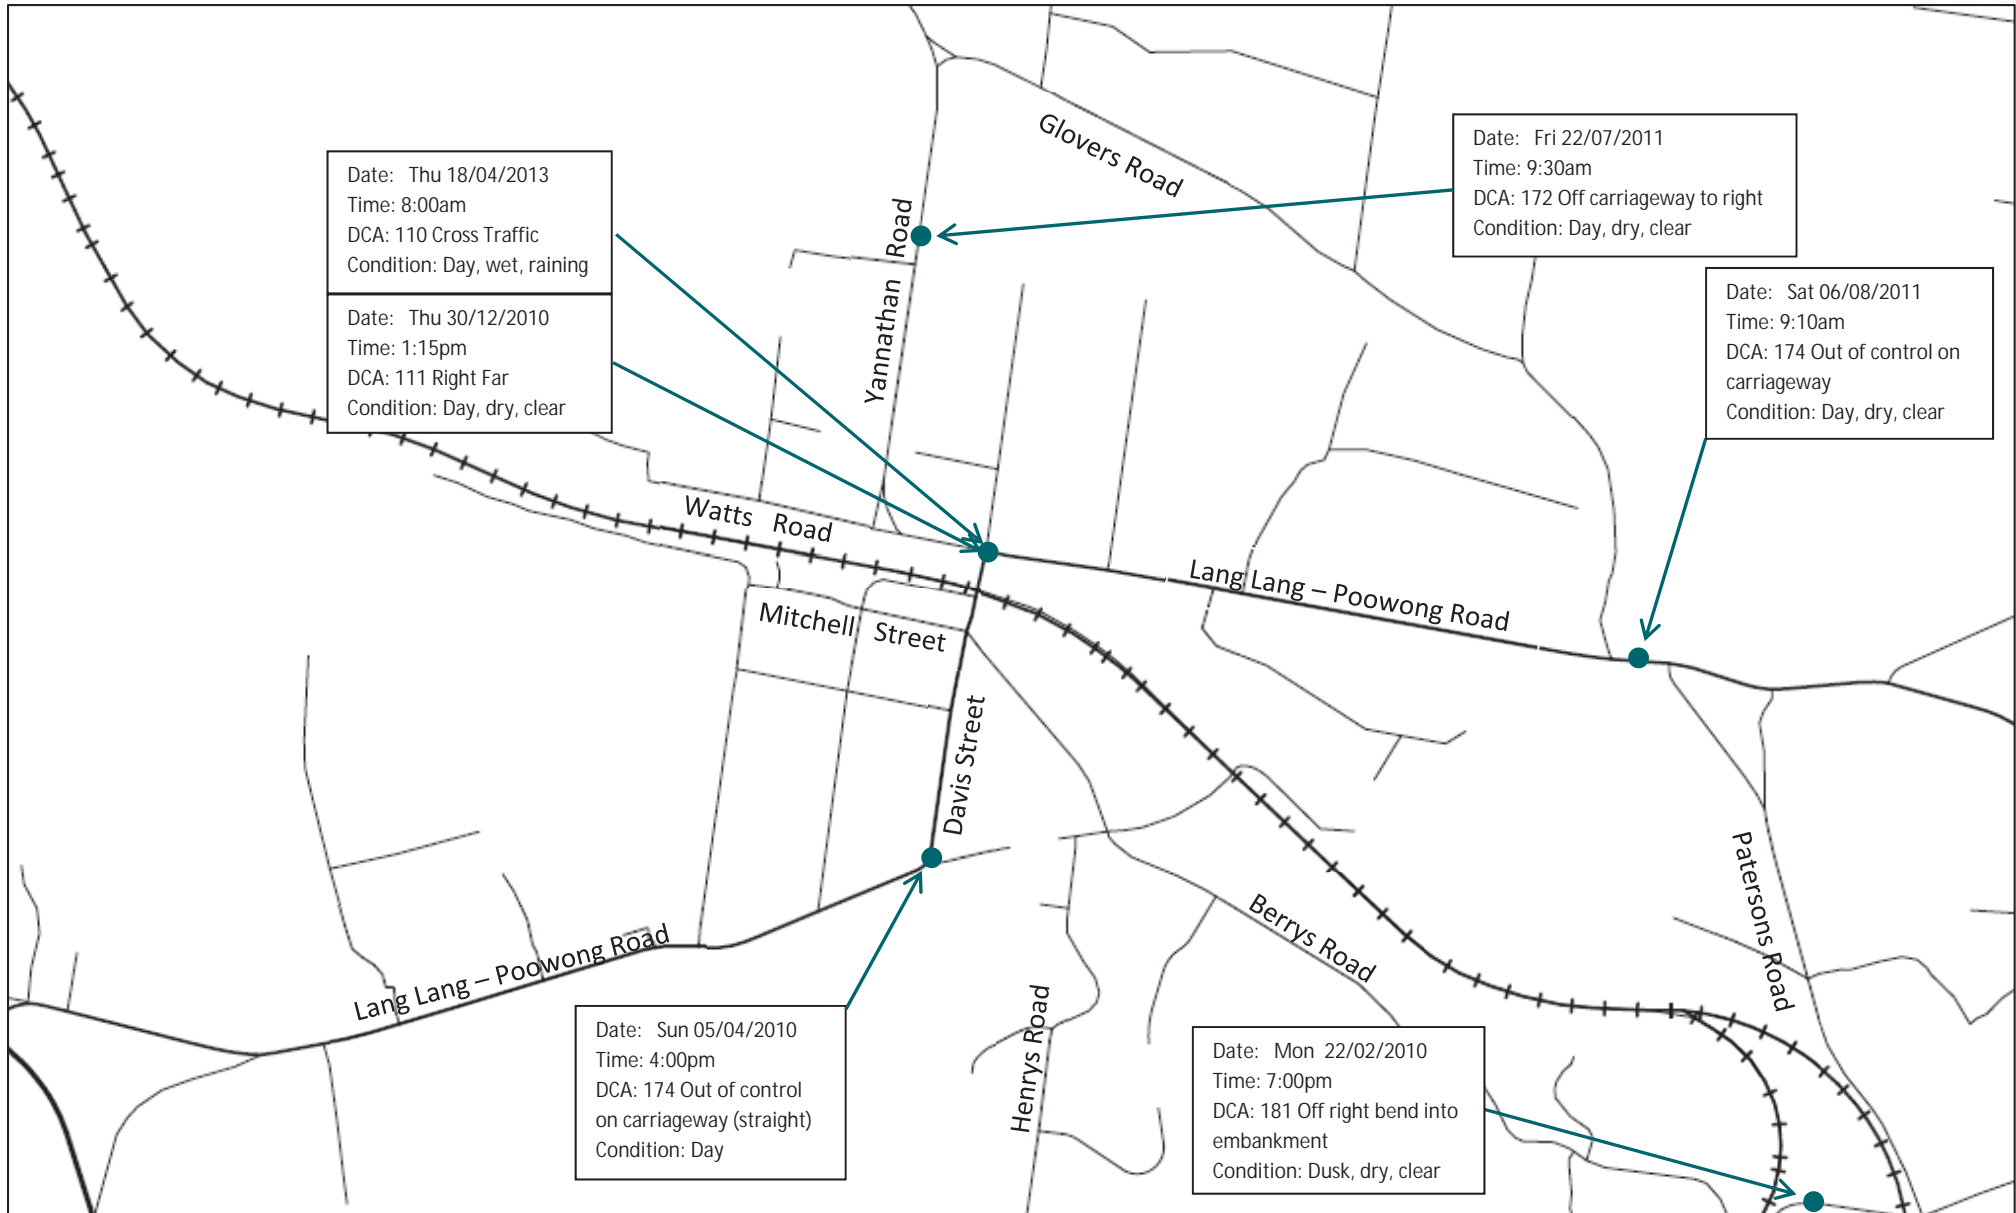 Glovers Road
Date: Fri 22/07/2011
Time: 9:30am
DCA: 172 Off carriageway to right
Condition: Day, dry, clear
Date: Thu 18/04/2013
Time: 8:00am
DCA: 110 Cross Traffic
Condition: Day, wet, raining
Yannathan Road
Date: Sat 06/08/2011
Time: 9:10am
DCA: 174 Out of control on
carriageway
Condition: Day, dry, clear
Date: Thu 30/12/2010
Time: 1:15pm
DCA: 111 Right Far
Condition: Day, dry, clear
Watts Road
Lang Lang – Poowong Road
Mitchell Street
Davis Street
Patersons Road
Berrys Road
Lang Lang – Poowong Road
Henrys Road
Date: Sun 05/04/2010
Time: 4:00pm
DCA: 174 Out of control
on carriageway (straight)
Condition: Day
Date: Mon 22/02/2010
Time: 7:00pm
DCA: 181 Off right bend into
embankment
Condition: Dusk, dry, clear